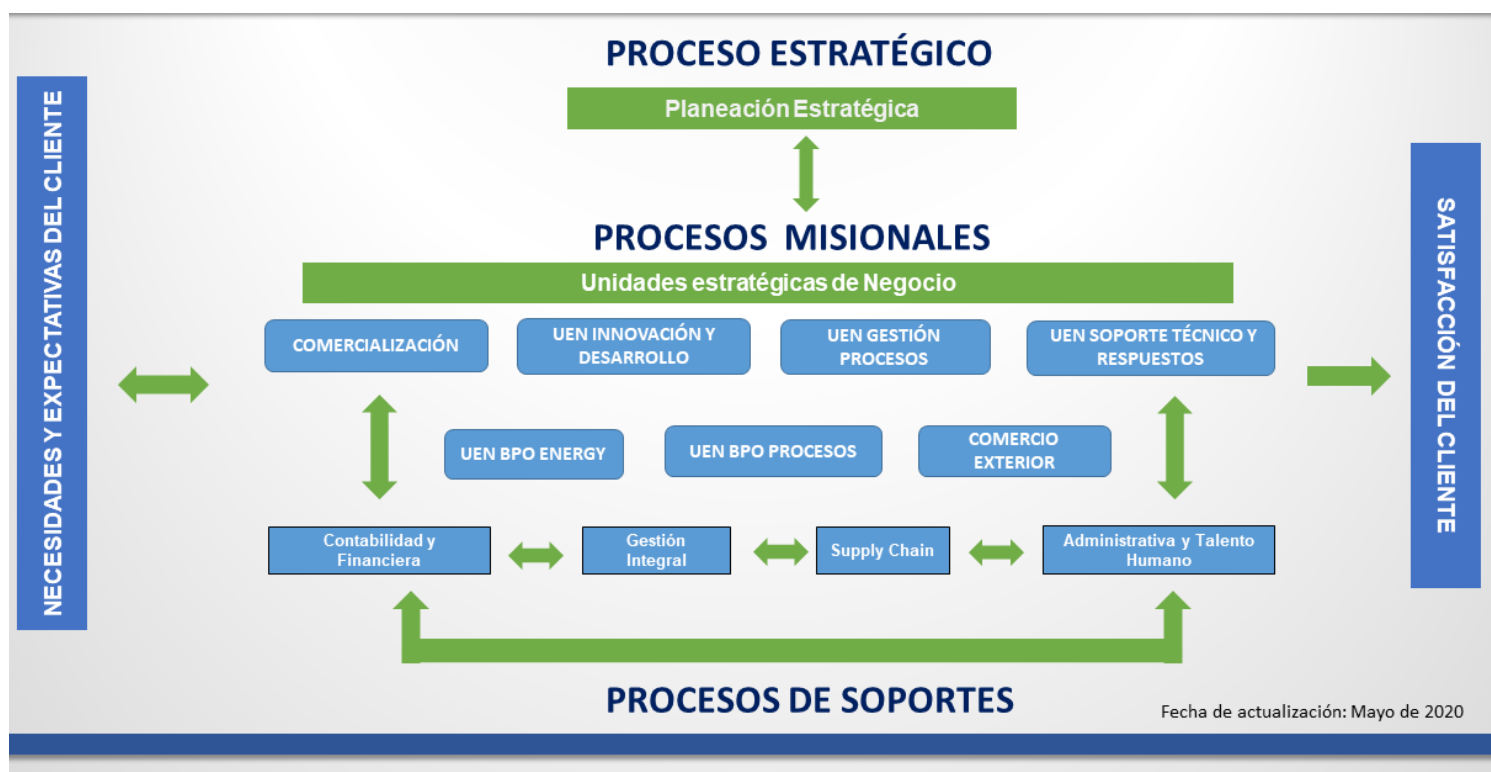 PROCESO ESTRATÉGICO
Planeación Estratégica
NECESIDADES Y EXPECTATIVAS DEL CLIENTE
PROCESOS MISIONALES
Unidades estratégicas de Negocio
COMERCIALIZACIÓN
UEN INNOVACIÓN Y
DESARROLLO
UEN GESTIÓN
PROCESOS
UEN SOPORTE TÉCNICO Y
RESPUESTOS
UEN BPO ENERGY
UEN BPO PROCESOS
COMERCIO
EXTERIOR
Contabilidad y
Financiera
Gestión
Integral
Supply Chain
Administrativa y Talento
Humano
SATISFACCIÓN DEL CLIENTE
PROCESOS DE SOPORTES
Fecha de actualización: Mayo de 2020